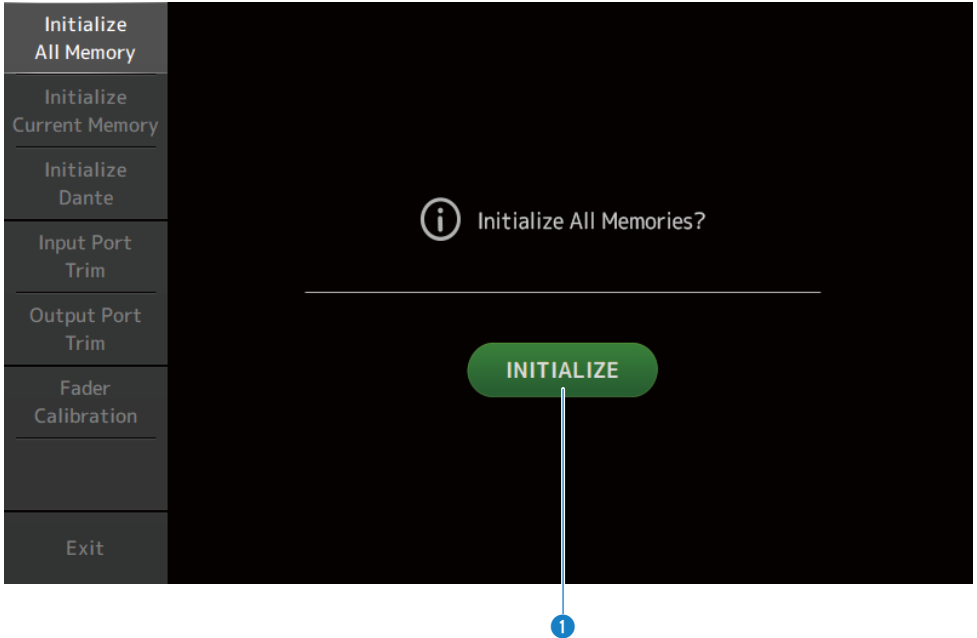 Initialize
All Memory
Initialize
Current Memory
Initialize
Dante
Input Port
Trim
Output Port
Trim
Fader
Calibration
Exit
Initialize All Memories?
INITIALIZE
1